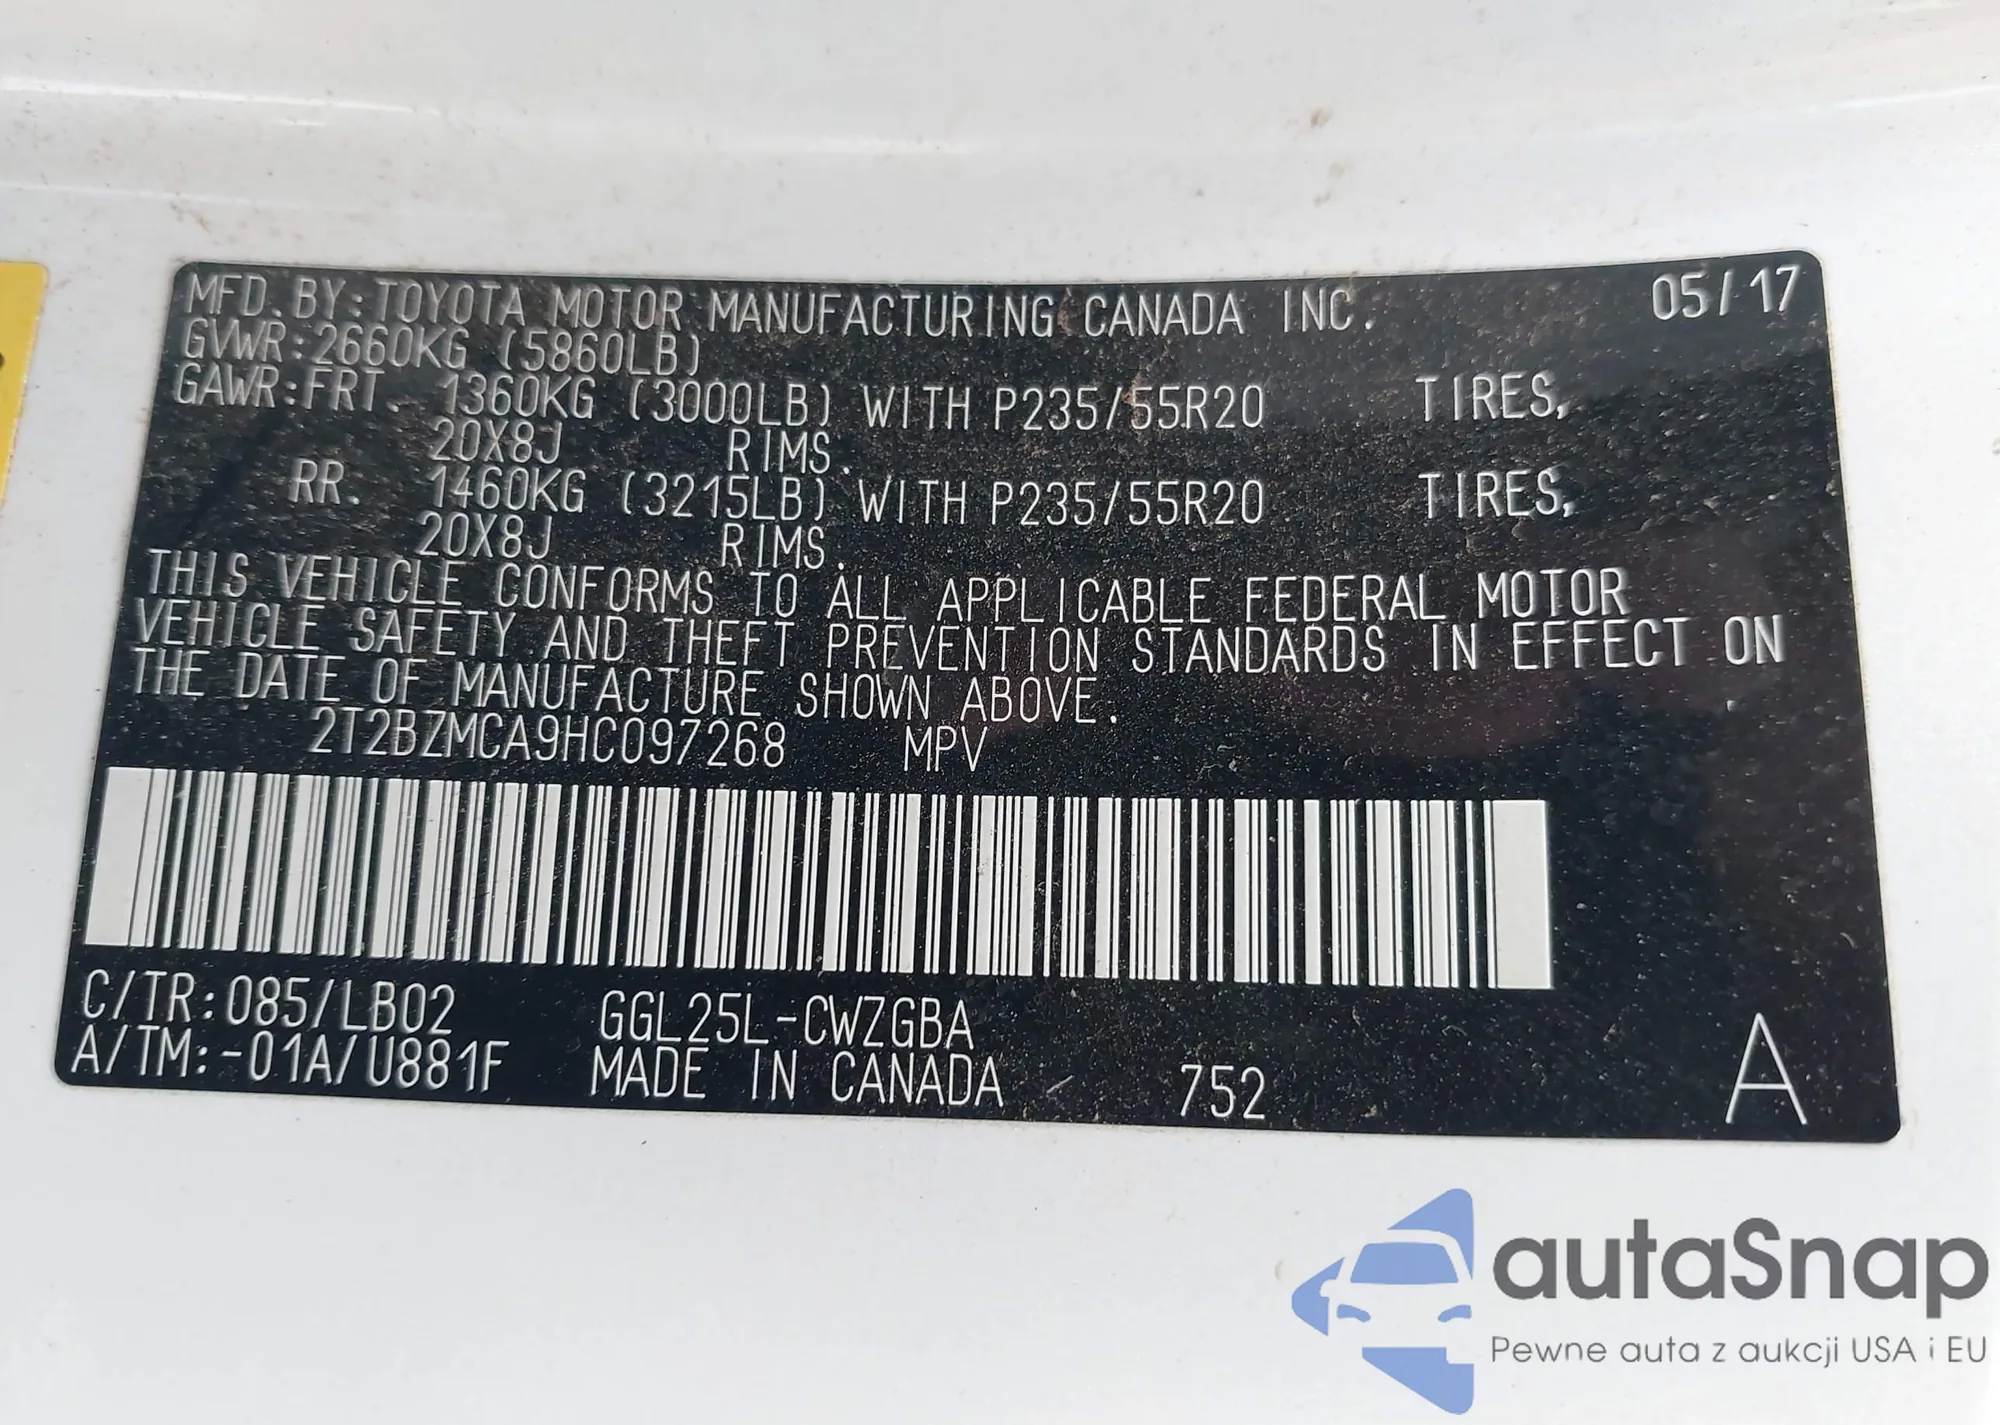 MFD.BY:TOYOTA MOTOR MANUFACTURING CANADA INC. 05/17
GVWR:2660KG (5860LB)
GAWR:FRT. 1360KG (3000LB) WITH P235/55R20 TIRES,
20X8J RIMS.
RR. 1460KG (3215LB) WITH P235/55R20 TIRES,
20X8J RIMS.
THIS VEHICLE CONFORMS TO ALL APPLICABLE FEDERAL MOTOR
VEHICLE SAFETY AND THEFT PREVENTION STANDARDS IN EFFECT ON
THE DATE OF MANUFACTURE SHOWN ABOVE.
2T2BZMCA9HC097268 MPV
C/TR:085/LB02 GGL25L-CWZGBA
A/TM:-01A/U881F MADE IN CANADA 752 A
autaSnap
Pewne auta z aukcji USA i EU